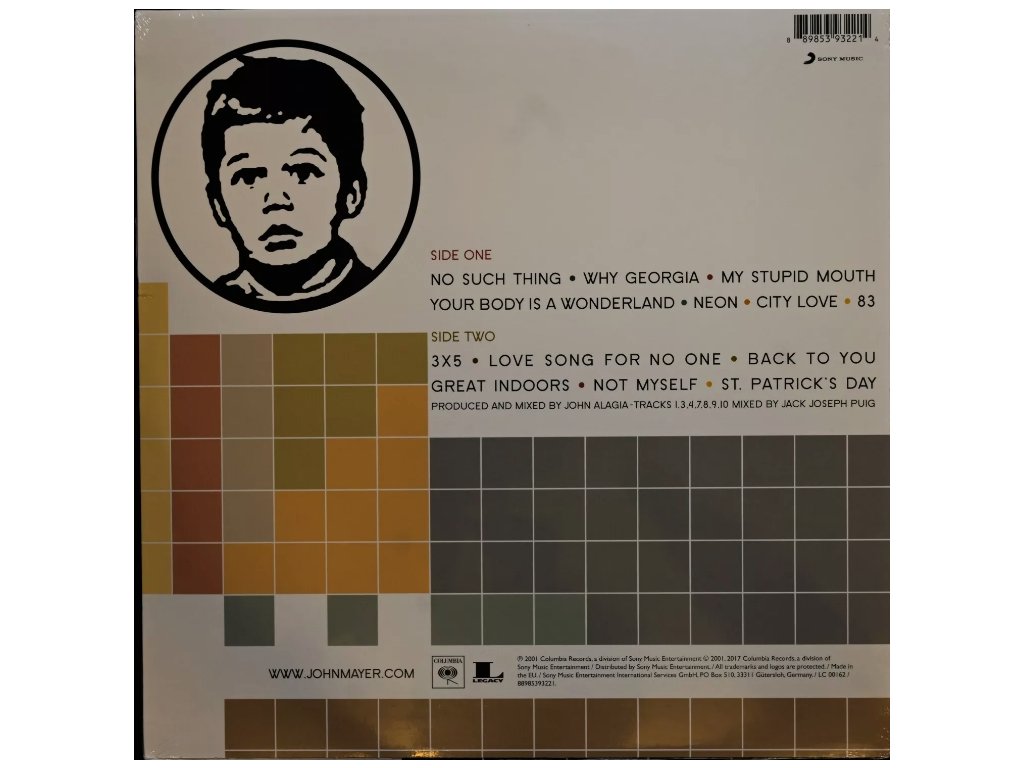 8 89853 93221 4
SONY MUSIC
SIDE ONE
NO SUCH THING • WHY GEORGIA • MY STUPID MOUTH
YOUR BODY IS A WONDERLAND • NEON • CITY LOVE • 83
SIDE TWO
3X5 • LOVE SONG FOR NO ONE • BACK TO YOU
GREAT INDOORS • NOT MYSELF • ST. PATRICK'S DAY
PRODUCED AND MIXED BY JOHN ALAGIA-TRACKS 1,3,4,7,8,9,10 MIXED BY JACK JOSEPH PUIG
WWW.JOHNMAYER.COM
COLUMBIA
L
LEGACY
℗ 2001 Columbia Records, a division of Sony Music Entertainment © 2001, 2017 Columbia Records, a division of
Sony Music Entertainment / Distributed by Sony Music Entertainment. / All trademarks and logos are protected. / Made in
the EU. / Sony Music Entertainment International Services GmbH, PO Box 510, 33311 Gütersloh, Germany. / LC 00162 /
88985393221.